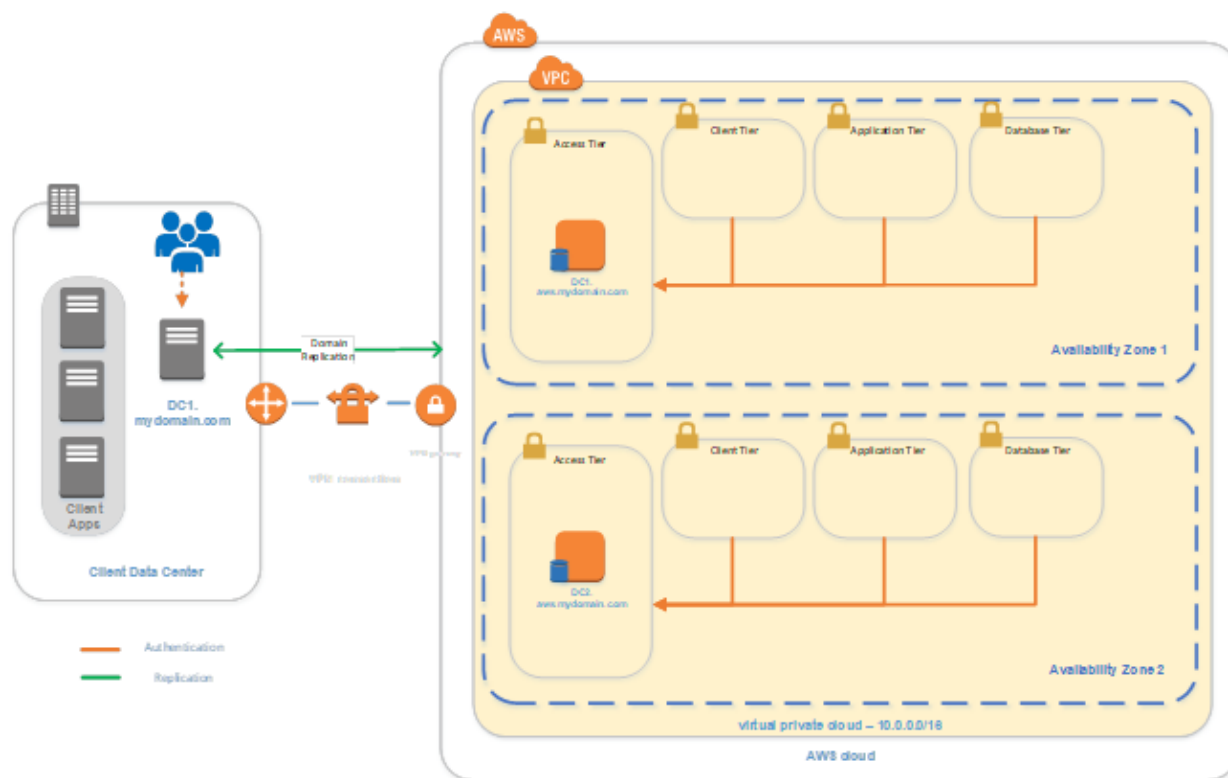 AWS
VPC
Access Tier
Client Tier
Application Tier
Database Tier
DC1.
aws.mydomain.com
Availability Zone 1
Domain
Replication
DC1.
mydomain.com
Client
Apps
Client Data Center
Access Tier
Client Tier
Application Tier
Database Tier
DC2.
aws.mydomain.com
Availability Zone 2
virtual private cloud – 10.0.0.0/16
AWS cloud
Authentication
Replication